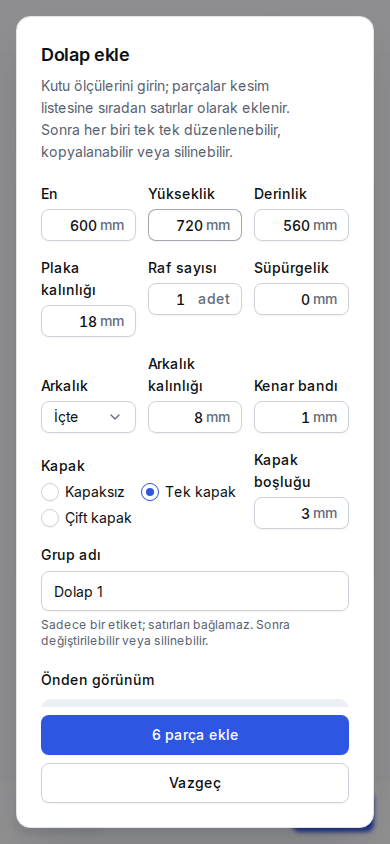 Dolap ekle
Kutu ölçülerini girin; parçalar kesim
listesine sıradan satırlar olarak eklenir.
Sonra her biri tek tek düzenlenebilir,
kopyalanabilir veya silinebilir.
En
Yükseklik
Derinlik
600 mm
720 mm
560 mm
Plaka
kalınlığı
Raf sayısı
Süpürgelik
18 mm
1 adet
0 mm
Arkalık
Arkalık
kalınlığı
Kenar bandı
İçte
8 mm
1 mm
Kapak
Kapaksız
Tek kapak
Çift kapak
Kapak
boşluğu
3 mm
Grup adı
Dolap 1
Sadece bir etiket; satırları bağlamaz. Sonra
değiştirilebilir veya silinebilir.
Önden görünüm
6 parça ekle
Vazgeç